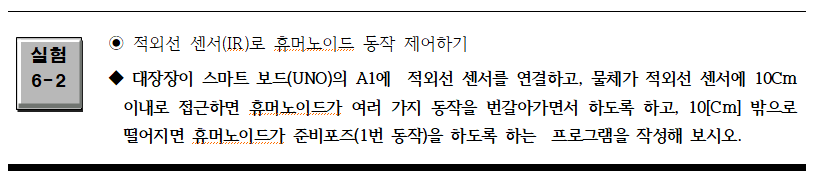 실험
6-2
◉ 적외선 센서(IR)로 휴머노이드 동작 제어하기
◆ 대장장이 스마트 보드(UNO)의 A1에 적외선 센서를 연결하고, 물체가 적외선 센서에 10Cm
이내로 접근하면 휴머노이드가 여러 가지 동작을 번갈아가면서 하도록 하고, 10[Cm] 밖으로
떨어지면 휴머노이드가 준비포즈(1번 동작)을 하도록 하는 프로그램을 작성해 보시오.